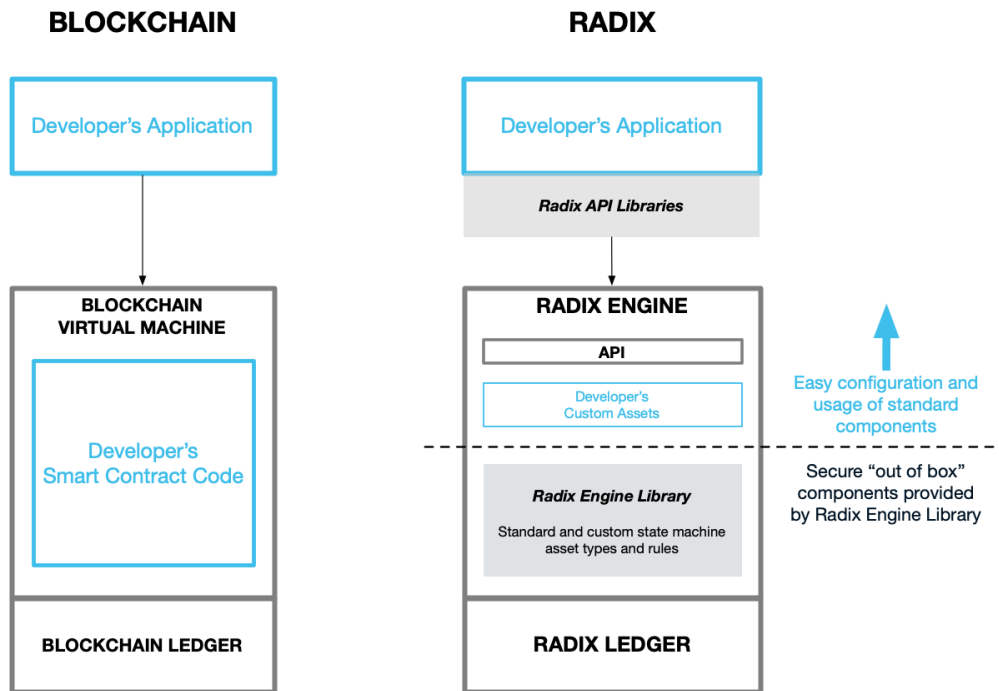 BLOCKCHAIN
Developer's Application
BLOCKCHAIN
VIRTUAL MACHINE
Developer's
Smart Contract Code
BLOCKCHAIN LEDGER
RADIX
Developer's Application
Radix API Libraries
RADIX ENGINE
API
Developer's
Custom Assets
Radix Engine Library
Standard and custom state machine
asset types and rules
RADIX LEDGER
Easy configuration and
usage of standard
components
Secure “out of box”
components provided
by Radix Engine Library